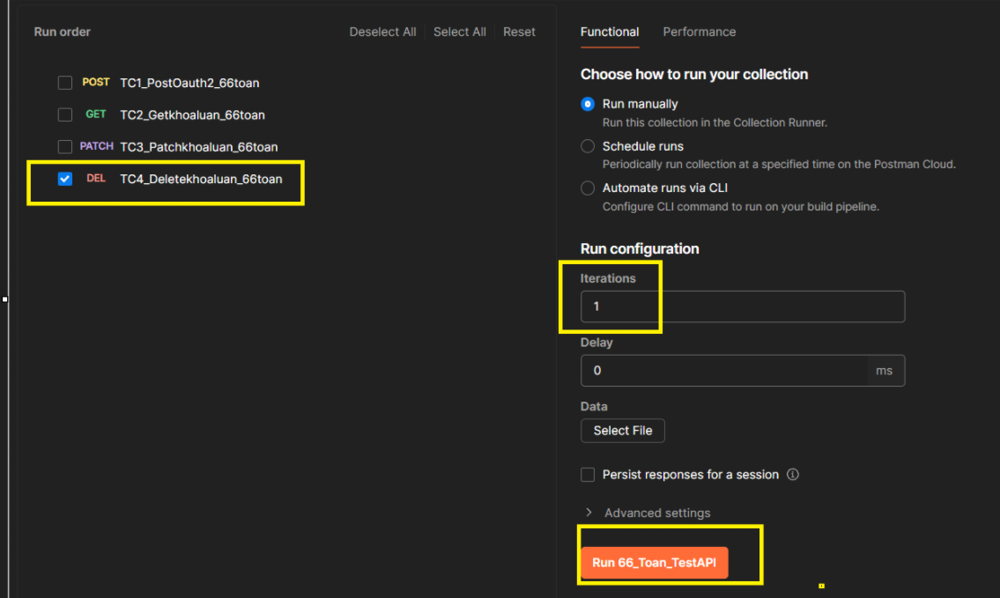 Run order
Deselect All
Select All
Reset
POST TC1_PostOauth2_66toan
GET TC2_Getkhoaluan_66toan
PATCH TC3_Patchkhoaluan_66toan
DEL TC4_Deletekhoaluan_66toan
Functional
Performance
Choose how to run your collection
Run manually
Run this collection in the Collection Runner.
Schedule runs
Periodically run collection at a specified time on the Postman Cloud.
Automate runs via CLI
Configure CLI command to run on your build pipeline.
Run configuration
Iterations
1
Delay
0 ms
Data
Select File
Persist responses for a session
Advanced settings
Run 66_Toan_TestAPI